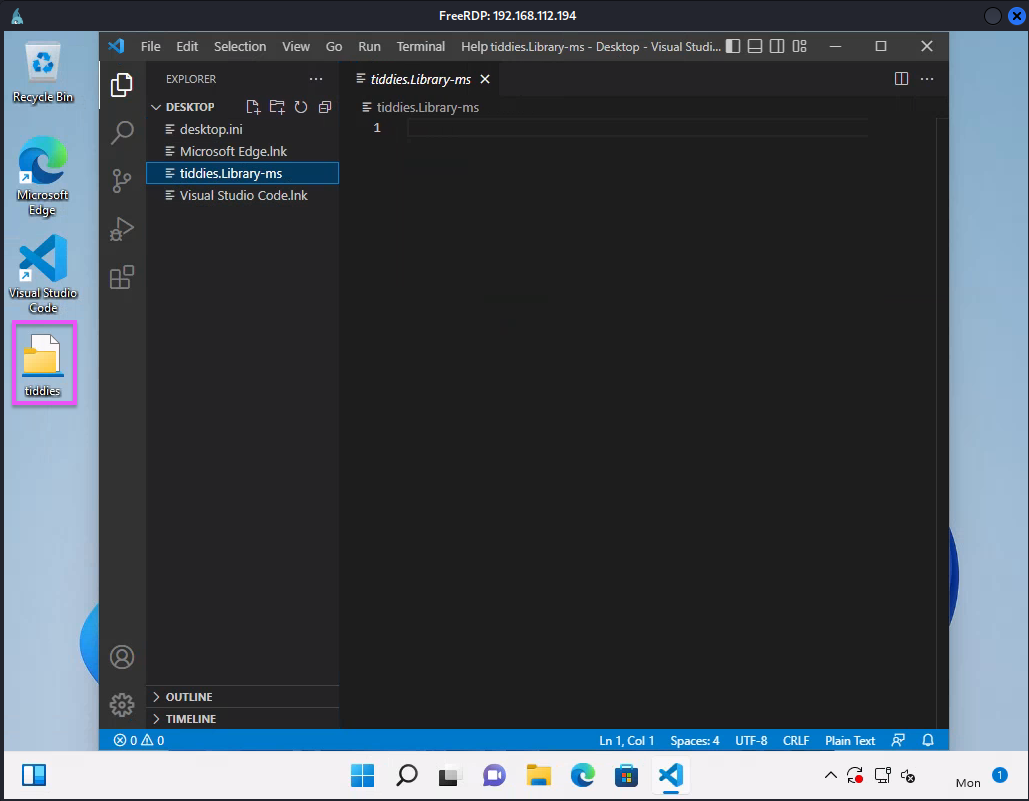 FreeRDP: 192.168.112.194
Recycle Bin
Microsoft
Edge
Visual Studio
Code
tiddies
File Edit Selection View Go Run Terminal Help tiddies.Library-ms - Desktop - Visual Studi...
EXPLORER
DESKTOP
desktop.ini
Microsoft Edge.lnk
tiddies.Library-ms
Visual Studio Code.lnk
OUTLINE
TIMELINE
tiddies.Library-ms
tiddies.Library-ms
1
0 0 Ln 1, Col 1 Spaces: 4 UTF-8 CRLF Plain Text
Mon 1